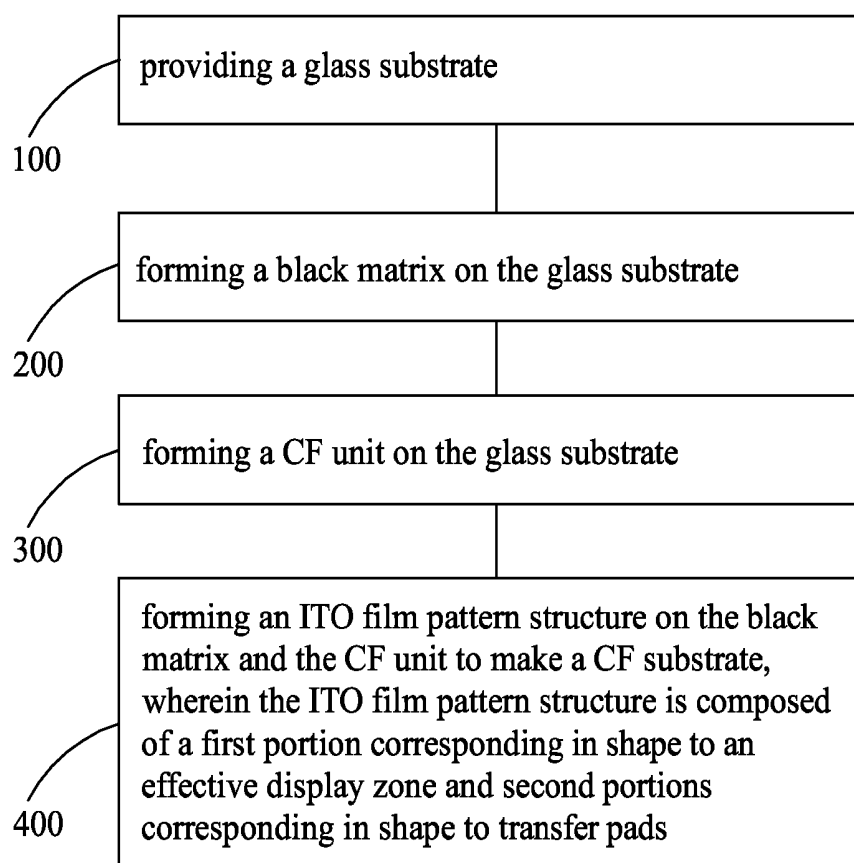 providing a glass substrate
100
forming a black matrix on the glass substrate
200
forming a CF unit on the glass substrate
300
forming an ITO film pattern structure on the black
matrix and the CF unit to make a CF substrate,
wherein the ITO film pattern structure is composed
of a first portion corresponding in shape to an
effective display zone and second portions
corresponding in shape to transfer pads
400